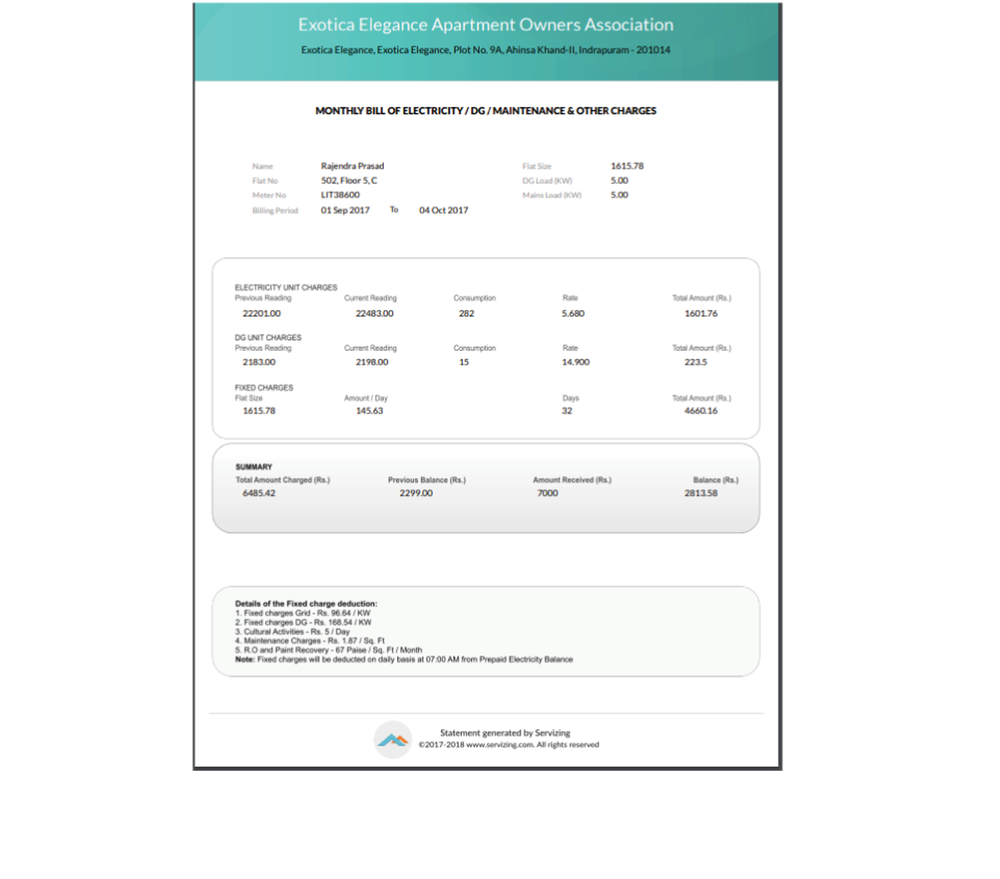 Exotica Elegance Apartment Owners Association
Exotica Elegance, Exotica Elegance, Plot No. 9A, Ahinsa Khand-II, Indrapuram - 201014
MONTHLY BILL OF ELECTRICITY / DG / MAINTENANCE & OTHER CHARGES
Name Rajendra Prasad Flat Size 1615.78
Flat No 502, Floor 5, C DG Load (KW) 5.00
Meter No LIT38600 Mains Load (KW) 5.00
Billing Period 01 Sep 2017 To 04 Oct 2017
ELECTRICITY UNIT CHARGES
Previous Reading Current Reading Consumption Rate Total Amount (Rs.)
22201.00 22483.00 282 5.680 1601.76
DG UNIT CHARGES
Previous Reading Current Reading Consumption Rate Total Amount (Rs.)
2183.00 2198.00 15 14.900 223.5
FIXED CHARGES
Flat Size Amount / Day Days Total Amount (Rs.)
1615.78 145.63 32 4660.16
SUMMARY
Total Amount Charged (Rs.) Previous Balance (Rs.) Amount Received (Rs.) Balance (Rs.)
6485.42 2299.00 7000 2813.58
Details of the Fixed charge deduction:
1. Fixed charges Grid - Rs. 96.64 / KW
2. Fixed charges DG - Rs. 168.54 / KW
3. Cultural Activities - Rs. 5 / Day
4. Maintenance Charges - Rs. 1.87 / Sq. Ft
5. R.O and Paint Recovery - 67 Paise / Sq. Ft / Month
Note: Fixed charges will be deducted on daily basis at 07:00 AM from Prepaid Electricity Balance
Statement generated by Servizing
©2017-2018 www.servizing.com. All rights reserved